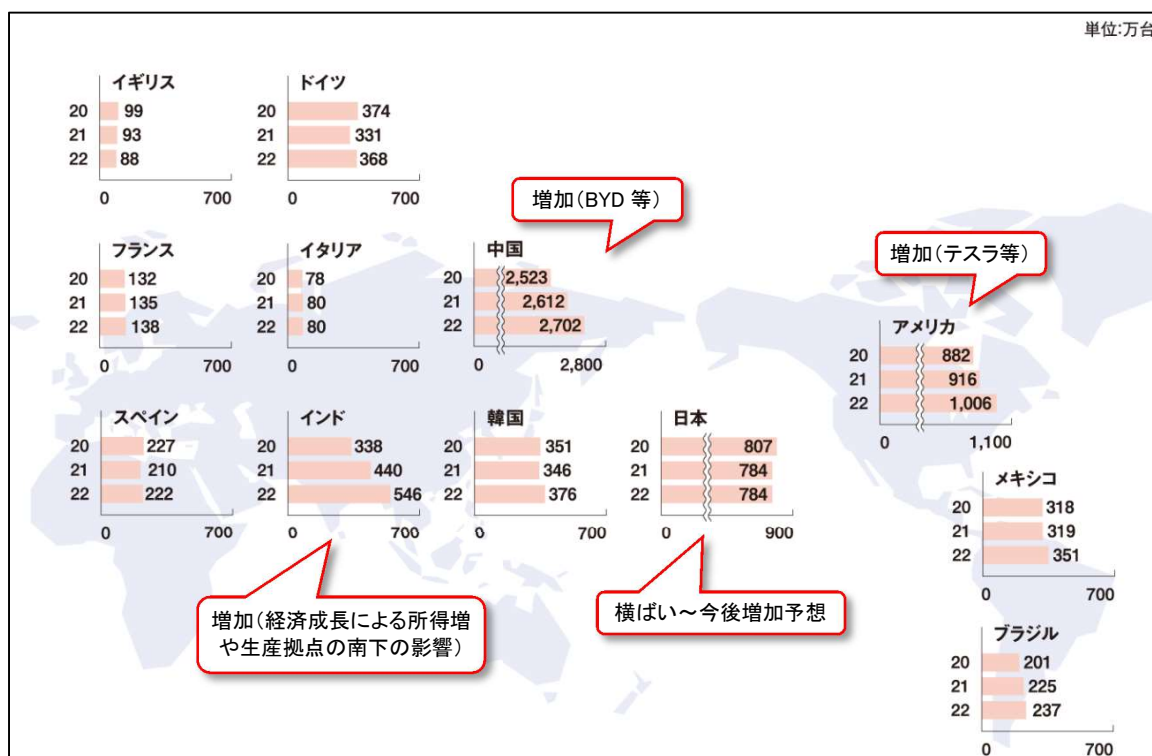 単位:万台
イギリス
20 99
21 93
22 88
0 700
ドイツ
20 374
21 331
22 368
0 700
増加(BYD 等)
フランス
20 132
21 135
22 138
0 700
イタリア
20 78
21 80
22 80
0 700
中国
20 2,523
21 2,612
22 2,702
0 2,800
増加(テスラ等)
アメリカ
20 882
21 916
22 1,006
0 1,100
スペイン
20 227
21 210
22 222
0 700
インド
20 338
21 440
22 546
0 700
韓国
20 351
21 346
22 376
0 700
日本
20 807
21 784
22 784
0 900
メキシコ
20 318
21 319
22 351
0 700
増加(経済成長による所得増
や生産拠点の南下の影響)
横ばい～今後増加予想
ブラジル
20 201
21 225
22 237
0 700